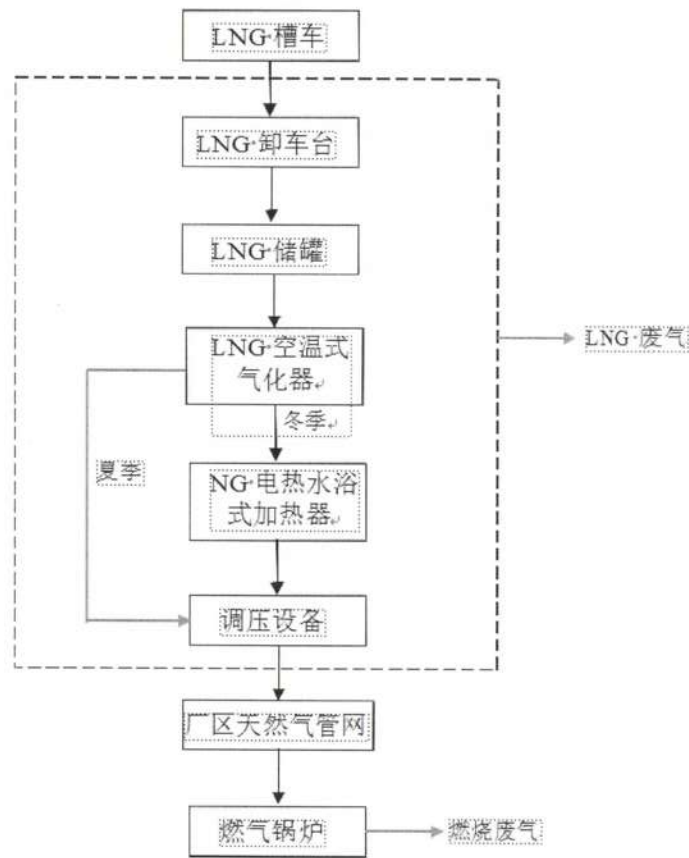 LNG·槽车
LNG·卸车台
LNG·储罐
LNG·空温式
气化器↵
LNG·废气
冬季↵
夏季
NG·电热水浴
式加热器↵
调压设备
厂区天然气管网
燃气锅炉
燃烧废气